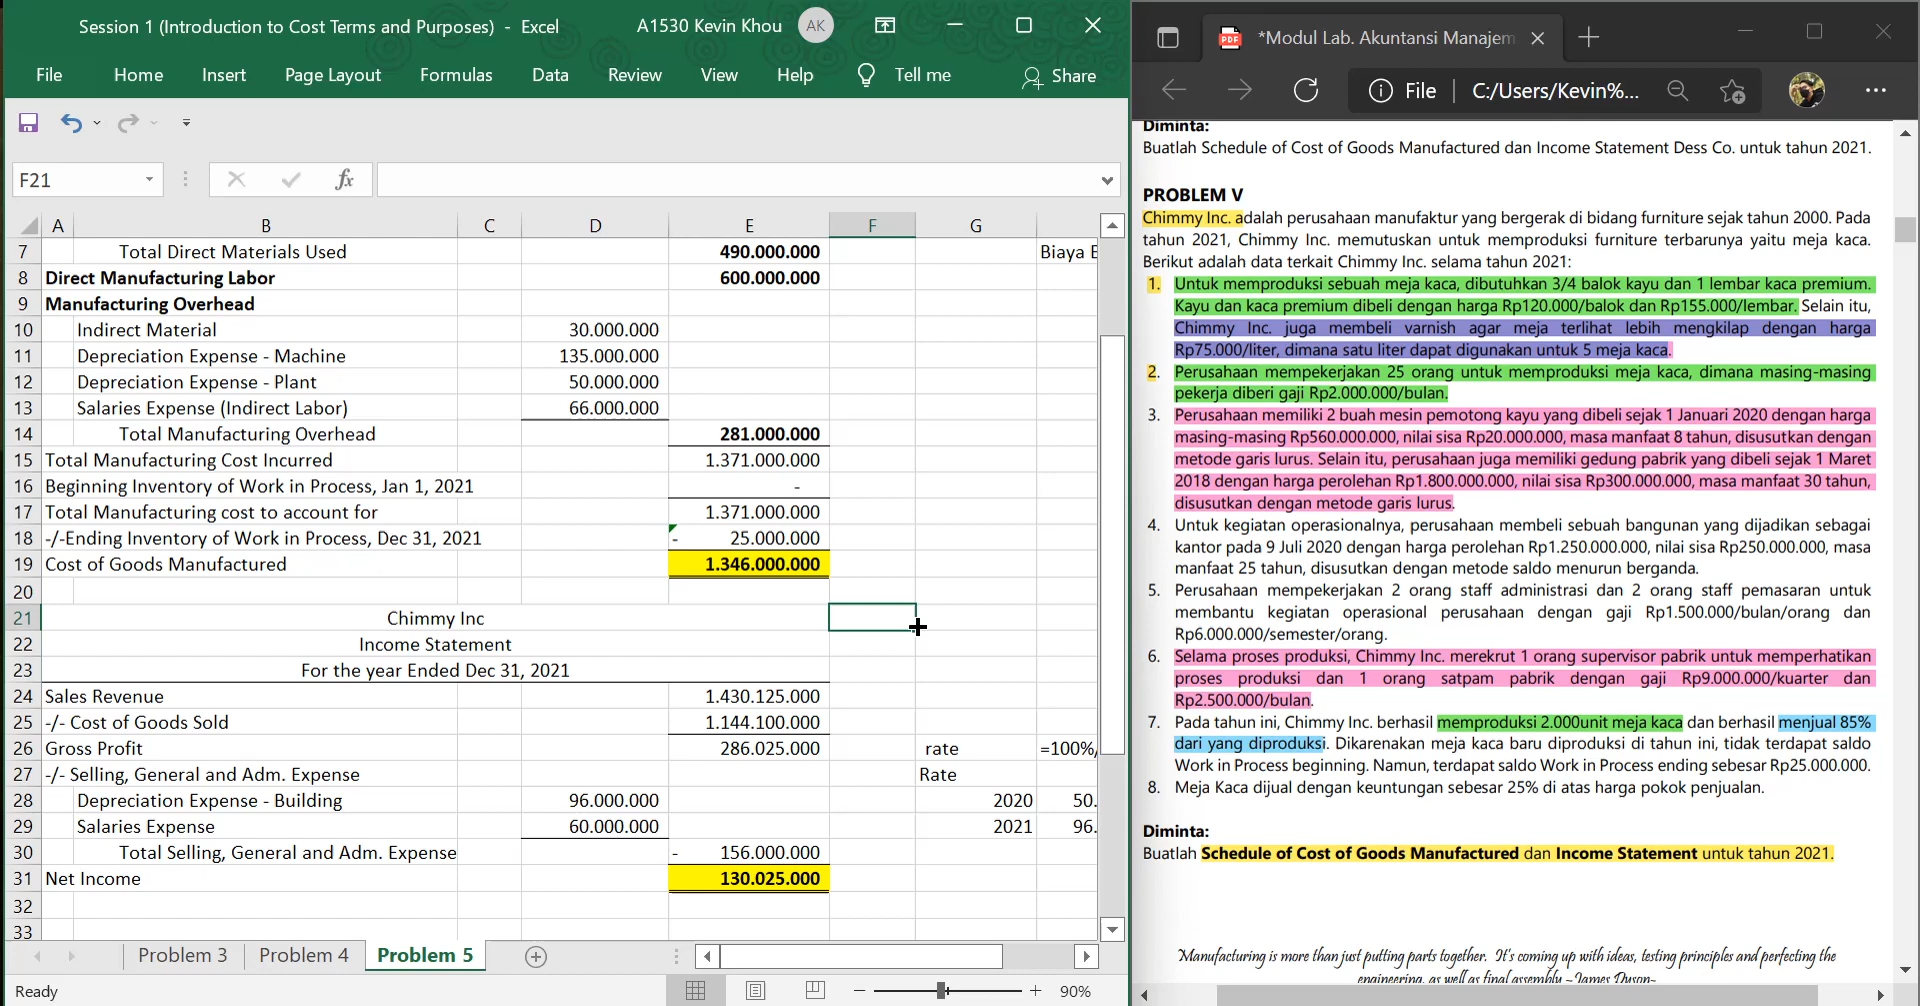 Session 1 (Introduction to Cost Terms and Purposes) - Excel
A1530 Kevin Khou
AK
File Home Insert Page Layout Formulas Data Review View Help Tell me Share
F21
fx
A B C D E F G
7 Total Direct Materials Used 490.000.000 Biaya
8 Direct Manufacturing Labor 600.000.000
9 Manufacturing Overhead
10 Indirect Material 30.000.000
11 Depreciation Expense - Machine 135.000.000
12 Depreciation Expense - Plant 50.000.000
13 Salaries Expense (Indirect Labor) 66.000.000
14 Total Manufacturing Overhead 281.000.000
15 Total Manufacturing Cost Incurred 1.371.000.000
16 Beginning Inventory of Work in Process, Jan 1, 2021 -
17 Total Manufacturing cost to account for 1.371.000.000
18 -/-Ending Inventory of Work in Process, Dec 31, 2021 - 25.000.000
19 Cost of Goods Manufactured 1.346.000.000
20
21 Chimmy Inc
22 Income Statement
23 For the year Ended Dec 31, 2021
24 Sales Revenue 1.430.125.000
25 -/- Cost of Goods Sold 1.144.100.000
26 Gross Profit 286.025.000 rate =100%/
27 -/- Selling, General and Adm. Expense Rate
28 Depreciation Expense - Building 96.000.000 2020 50.
29 Salaries Expense 60.000.000 2021 96.
30 Total Selling, General and Adm. Expense - 156.000.000
31 Net Income 130.025.000
32
33
Problem 3 Problem 4 Problem 5
Ready
90%
PDF *Modul Lab. Akuntansi Manajem
File C:/Users/Kevin%...
Diminta:
Buatlah Schedule of Cost of Goods Manufactured dan Income Statement Dess Co. untuk tahun 2021.
PROBLEM V
Chimmy Inc. adalah perusahaan manufaktur yang bergerak di bidang furniture sejak tahun 2000. Pada
tahun 2021, Chimmy Inc. memutuskan untuk memproduksi furniture terbarunya yaitu meja kaca.
Berikut adalah data terkait Chimmy Inc. selama tahun 2021:
1. Untuk memproduksi sebuah meja kaca, dibutuhkan 3/4 balok kayu dan 1 lembar kaca premium.
Kayu dan kaca premium dibeli dengan harga Rp120.000/balok dan Rp155.000/lembar. Selain itu,
Chimmy Inc. juga membeli varnish agar meja terlihat lebih mengkilap dengan harga
Rp75.000/liter, dimana satu liter dapat digunakan untuk 5 meja kaca.
2. Perusahaan mempekerjakan 25 orang untuk memproduksi meja kaca, dimana masing-masing
pekerja diberi gaji Rp2.000.000/bulan.
3. Perusahaan memiliki 2 buah mesin pemotong kayu yang dibeli sejak 1 Januari 2020 dengan harga
masing-masing Rp560.000.000, nilai sisa Rp20.000.000, masa manfaat 8 tahun, disusutkan dengan
metode garis lurus. Selain itu, perusahaan juga memiliki gedung pabrik yang dibeli sejak 1 Maret
2018 dengan harga perolehan Rp1.800.000.000, nilai sisa Rp300.000.000, masa manfaat 30 tahun,
disusutkan dengan metode garis lurus.
4. Untuk kegiatan operasionalnya, perusahaan membeli sebuah bangunan yang dijadikan sebagai
kantor pada 9 Juli 2020 dengan harga perolehan Rp1.250.000.000, nilai sisa Rp250.000.000, masa
manfaat 25 tahun, disusutkan dengan metode saldo menurun berganda.
5. Perusahaan mempekerjakan 2 orang staff administrasi dan 2 orang staff pemasaran untuk
membantu kegiatan operasional perusahaan dengan gaji Rp1.500.000/bulan/orang dan
Rp6.000.000/semester/orang.
6. Selama proses produksi, Chimmy Inc. merekrut 1 orang supervisor pabrik untuk memperhatikan
proses produksi dan 1 orang satpam pabrik dengan gaji Rp9.000.000/kuarter dan
Rp2.500.000/bulan.
7. Pada tahun ini, Chimmy Inc. berhasil memproduksi 2.000unit meja kaca dan berhasil menjual 85%
dari yang diproduksi. Dikarenakan meja kaca baru diproduksi di tahun ini, tidak terdapat saldo
Work in Process beginning. Namun, terdapat saldo Work in Process ending sebesar Rp25.000.000.
8. Meja Kaca dijual dengan keuntungan sebesar 25% di atas harga pokok penjualan.
Diminta:
Buatlah Schedule of Cost of Goods Manufactured dan Income Statement untuk tahun 2021.
"Manufacturing is more than just putting parts together. It's coming up with ideas, testing principles and perfecting the
engineering, as well as final assembly ~James Dyson~